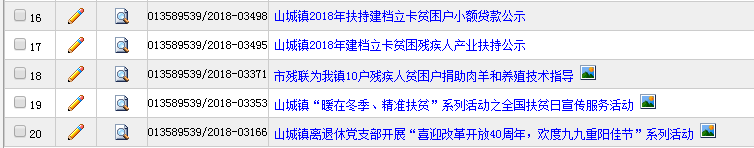 16 013589539/2018-03498 山城镇2018年扶持建档立卡贫困户小额贷款公示
17 013589539/2018-03495 山城镇2018年建档立卡贫困残疾人产业扶持公示
18 013589539/2018-03371 市残联为我镇10户残疾人贫困户捐助肉羊和养殖技术指导
19 013589539/2018-03353 山城镇“暖在冬季、精准扶贫”系列活动之全国扶贫日宣传服务活动
20 013589539/2018-03166 山城镇离退休党支部开展“喜迎改革开放40周年，欢度九九重阳佳节”系列活动